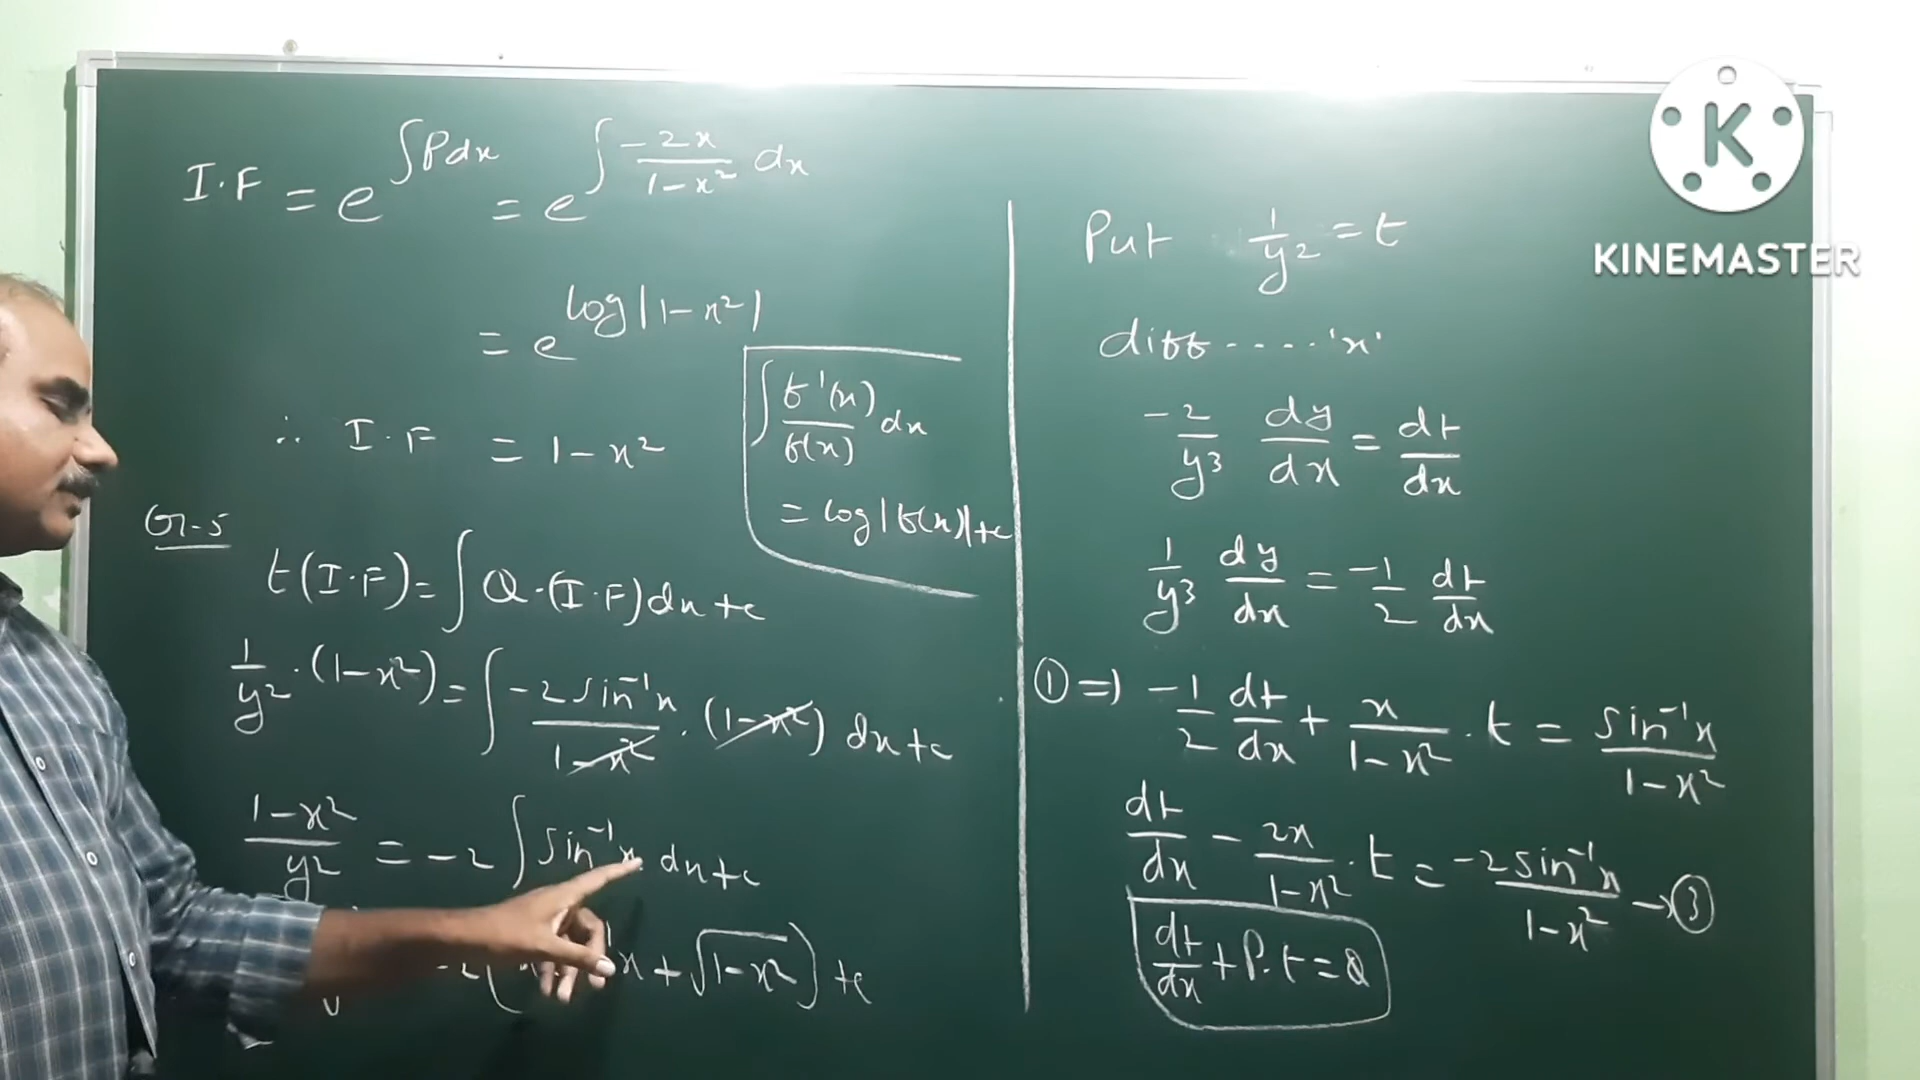 I.F = e^{∫Pdx} = e^{∫ -2x/(1-x²) dx}
= e^{log|1-x²|}
∴ I.F = 1-x²
∫ f'(x)/f(x) dx
= log|f(x)|+c
G.S
t(I.F) = ∫ Q·(I.F)dx+c
1/y² · (1-x²) = ∫ -2sin⁻¹x/(1-x²) · (1-x²) dx+c
(1-x²)/y² = -2 ∫ sin⁻¹x dx+c
-2( x + √(1-x²) ) +c
Put 1/y² = t
diff ····· 'x'
-2/y³ dy/dx = dt/dx
1/y³ dy/dx = -1/2 dt/dx
① ⇒ -1/2 dt/dx + x/(1-x²) · t = sin⁻¹x/(1-x²)
dt/dx - 2x/(1-x²) · t = -2sin⁻¹x/(1-x²) → ③
dt/dx + P.t = Q
K
KINEMASTER